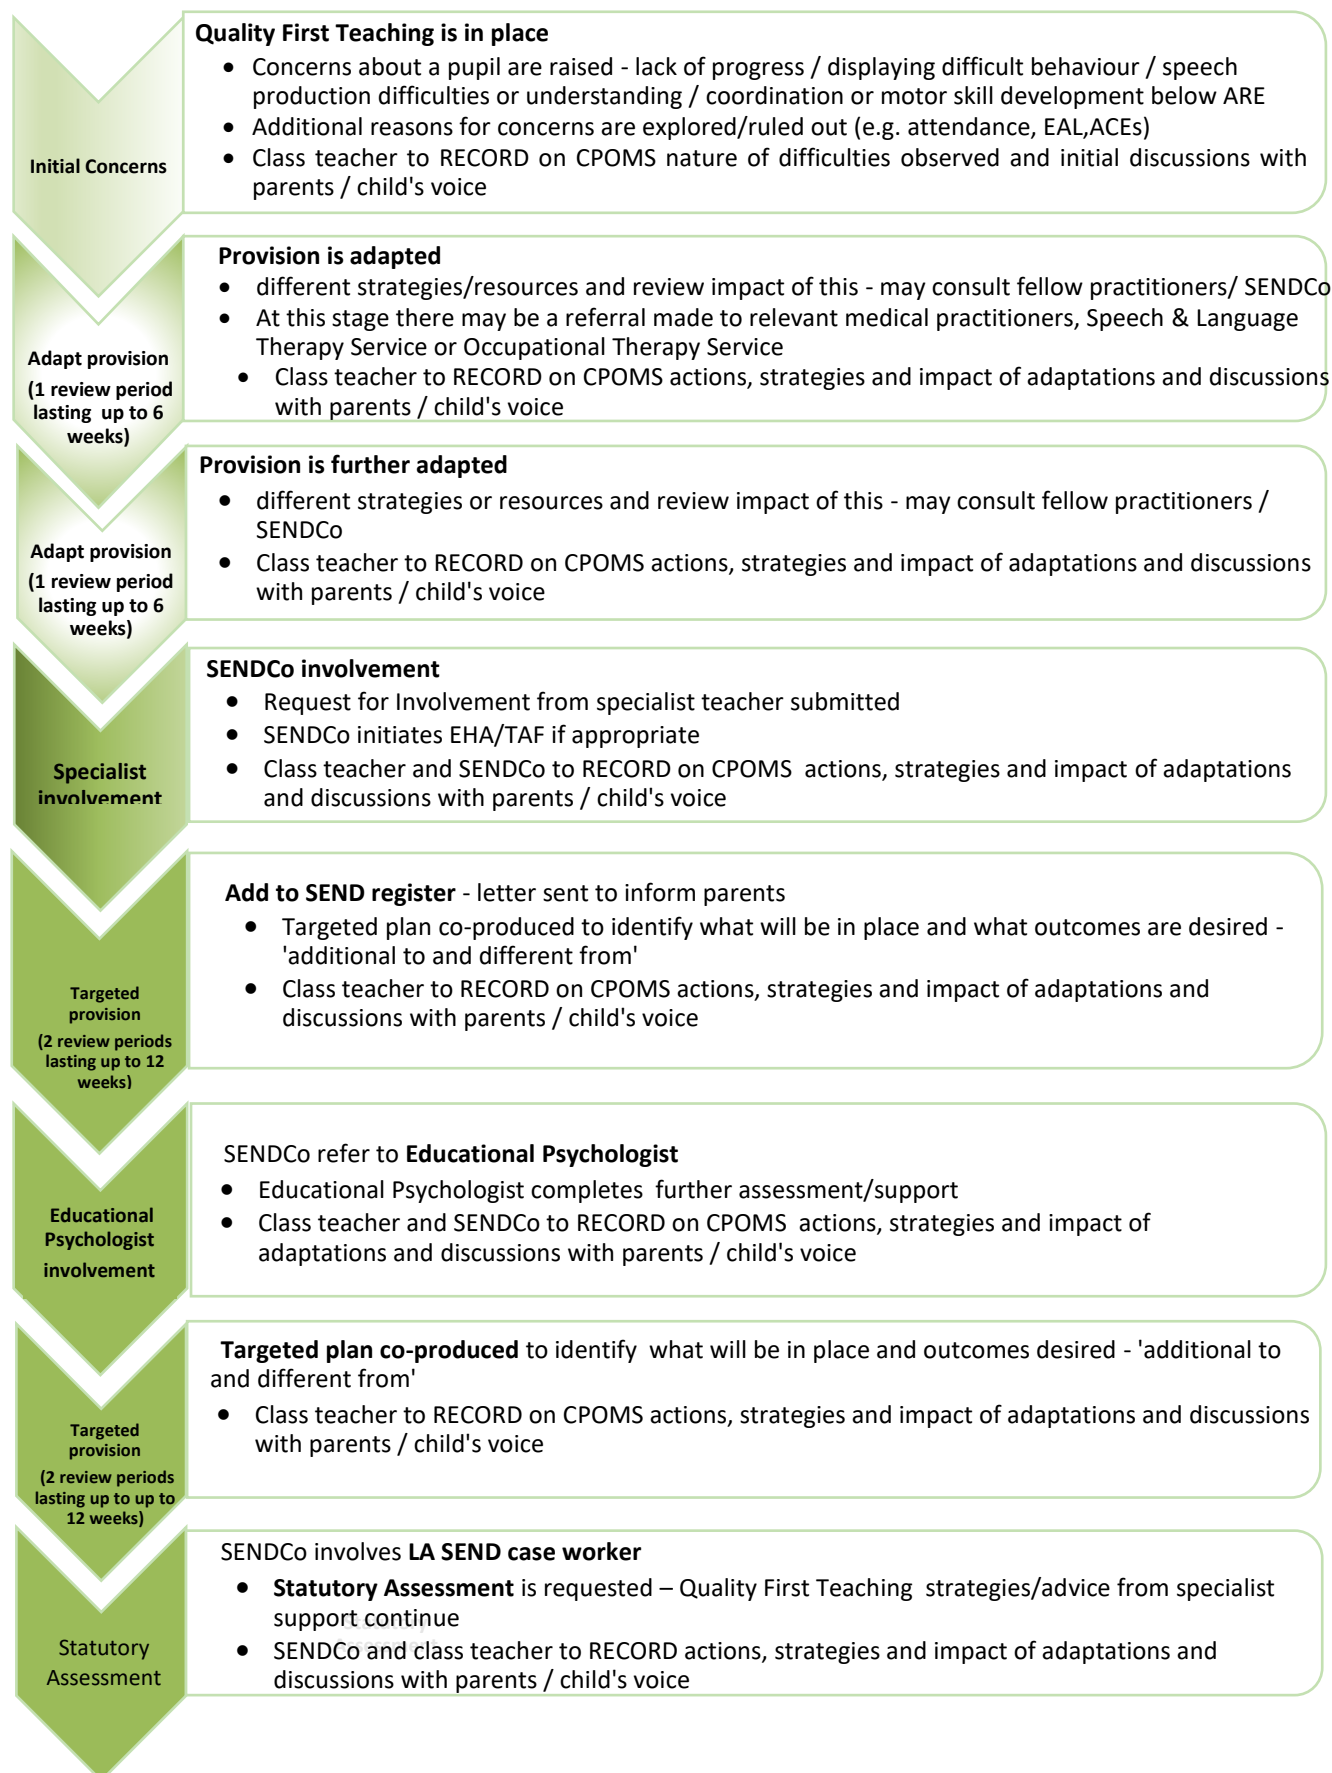 Quality First Teaching is in place
• Concerns about a pupil are raised - lack of progress / displaying difficult behaviour / speech
production difficulties or understanding / coordination or motor skill development below ARE
• Additional reasons for concerns are explored/ruled out (e.g. attendance, EAL,ACEs)
• Class teacher to RECORD on CPOMS nature of difficulties observed and initial discussions with
parents / child's voice
Initial Concerns
Provision is adapted
• different strategies/resources and review impact of this - may consult fellow practitioners/ SENDCo
• At this stage there may be a referral made to relevant medical practitioners, Speech & Language
Therapy Service or Occupational Therapy Service
• Class teacher to RECORD on CPOMS actions, strategies and impact of adaptations and discussions
with parents / child's voice
Adapt provision
(1 review period
lasting up to 6
weeks)
Provision is further adapted
• different strategies or resources and review impact of this - may consult fellow practitioners /
SENDCo
• Class teacher to RECORD on CPOMS actions, strategies and impact of adaptations and discussions
with parents / child's voice
Adapt provision
(1 review period
lasting up to 6
weeks)
SENDCo involvement
• Request for Involvement from specialist teacher submitted
• SENDCo initiates EHA/TAF if appropriate
• Class teacher and SENDCo to RECORD on CPOMS actions, strategies and impact of adaptations
and discussions with parents / child's voice
Specialist
involvement
Add to SEND register - letter sent to inform parents
• Targeted plan co-produced to identify what will be in place and what outcomes are desired -
'additional to and different from'
• Class teacher to RECORD on CPOMS actions, strategies and impact of adaptations and
discussions with parents / child's voice
Targeted
provision
(2 review periods
lasting up to 12
weeks)
SENDCo refer to Educational Psychologist
• Educational Psychologist completes further assessment/support
• Class teacher and SENDCo to RECORD on CPOMS actions, strategies and impact of
adaptations and discussions with parents / child's voice
Educational
Psychologist
involvement
Targeted plan co-produced to identify what will be in place and outcomes desired - 'additional to
and different from'
• Class teacher to RECORD on CPOMS actions, strategies and impact of adaptations and discussions
with parents / child's voice
Targeted
provision
(2 review periods
lasting up to up to
12 weeks)
SENDCo involves LA SEND case worker
• Statutory Assessment is requested – Quality First Teaching strategies/advice from specialist
support continue
• SENDCo and class teacher to RECORD actions, strategies and impact of adaptations and
discussions with parents / child's voice
Statutory
Assessment